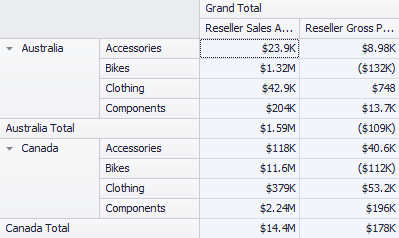 Grand Total
Reseller Sales A... Reseller Gross P...
Australia Accessories $23.9K $8.98K
Bikes $1.32M ($132K)
Clothing $42.9K $748
Components $204K $13.7K
Australia Total $1.59M ($109K)
Canada Accessories $118K $40.6K
Bikes $11.6M ($112K)
Clothing $379K $53.2K
Components $2.24M $196K
Canada Total $14.4M $178K